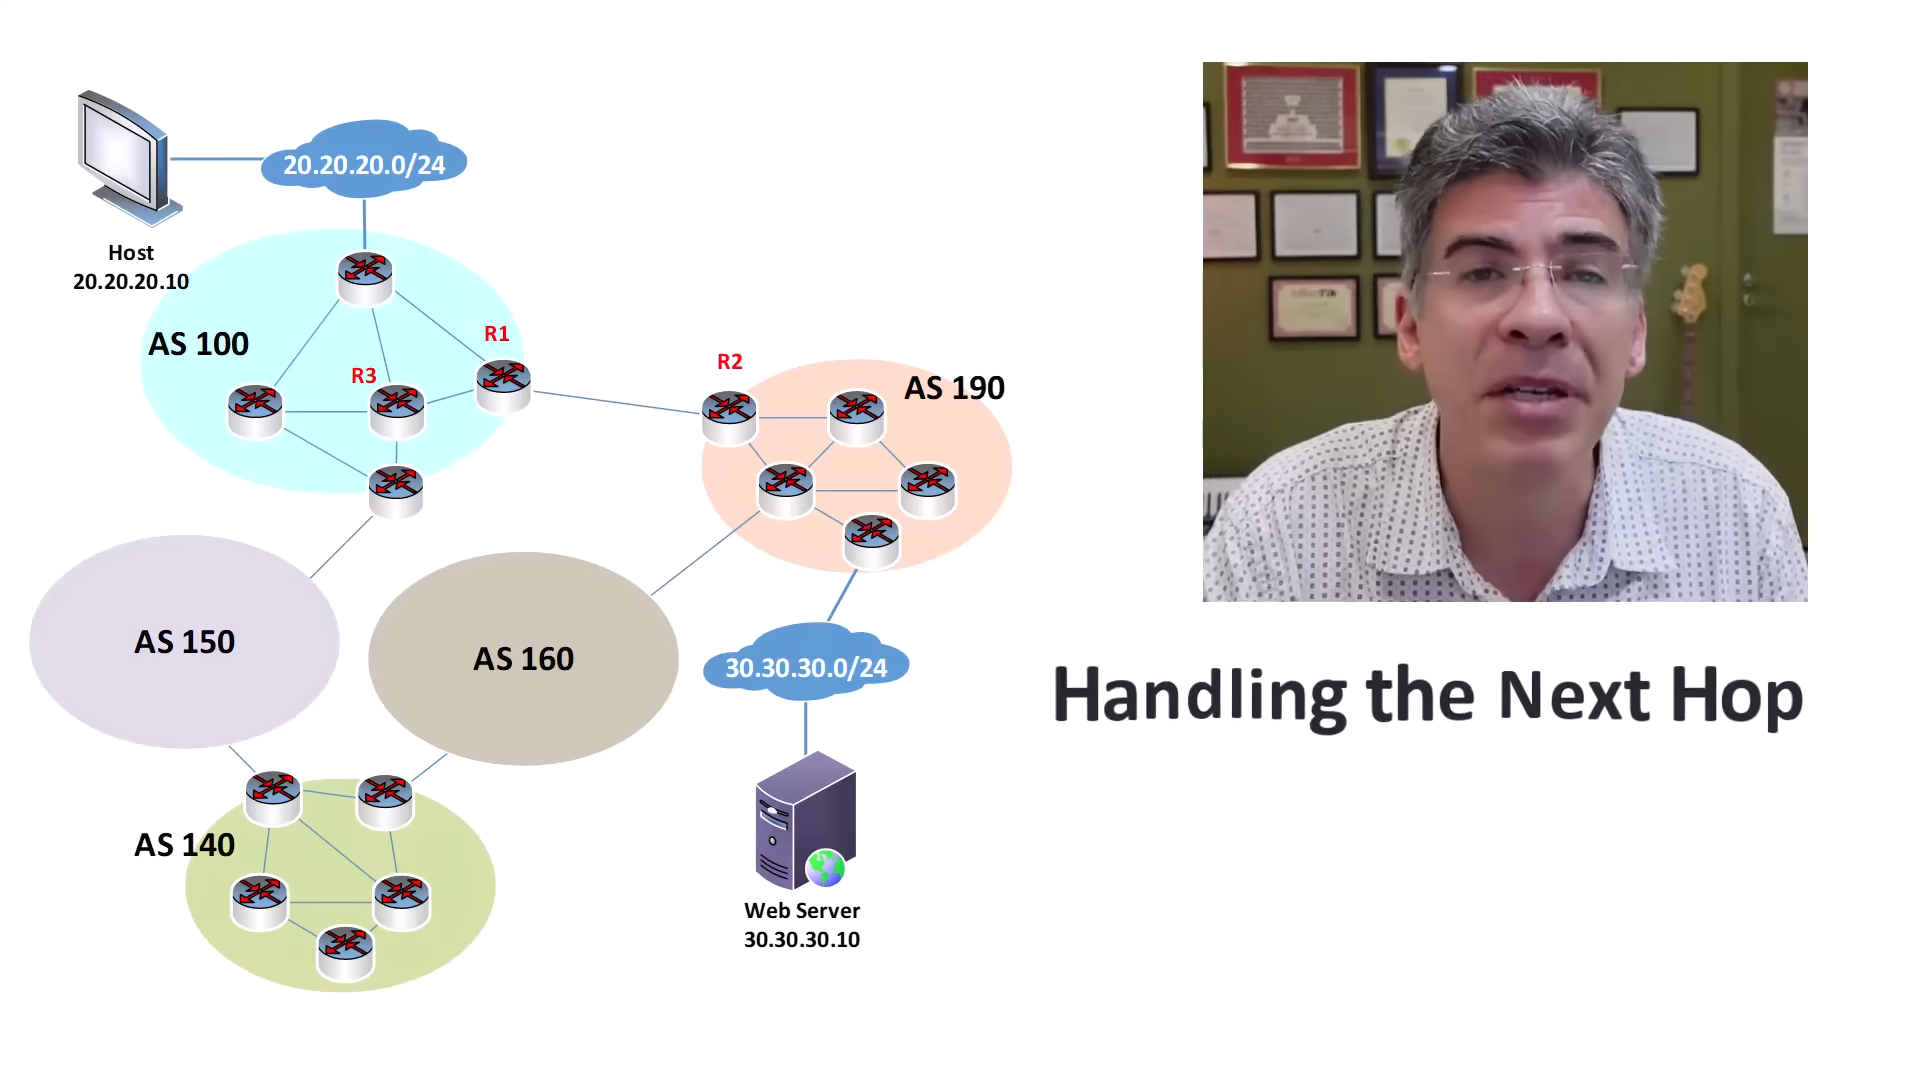 20.20.20.0/24
Host
20.20.20.10
AS 100
R1
R3
R2
AS 190
AS 150
AS 160
30.30.30.0/24
Handling the Next Hop
AS 140
Web Server
30.30.30.10